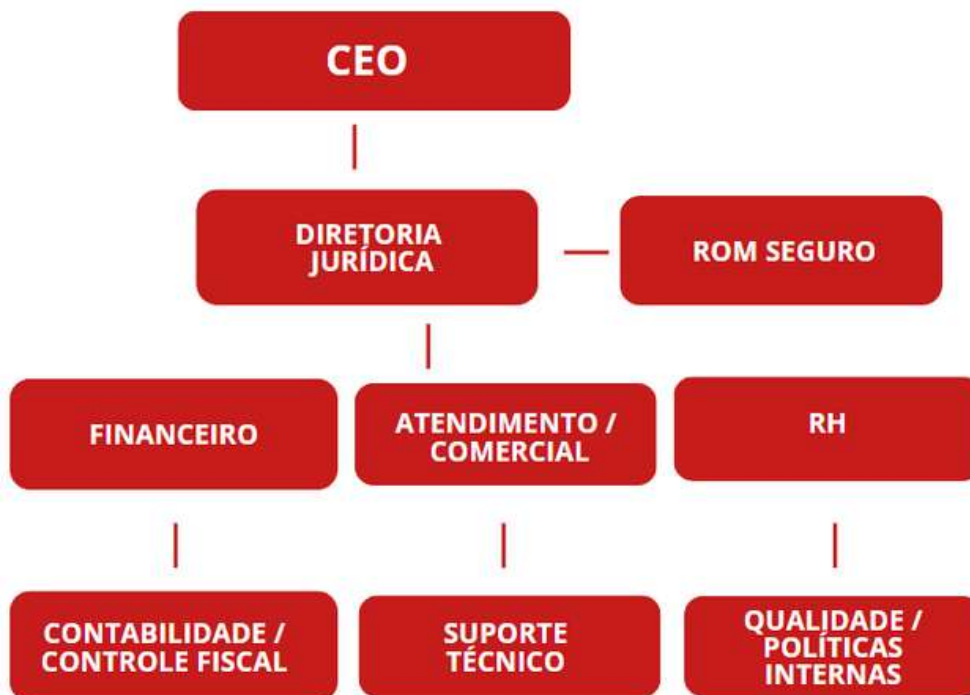 CEO
DIRETORIA
JURÍDICA
ROM SEGURO
FINANCEIRO
ATENDIMENTO /
COMERCIAL
RH
CONTABILIDADE /
CONTROLE FISCAL
SUPORTE
TÉCNICO
QUALIDADE /
POLÍTICAS
INTERNAS